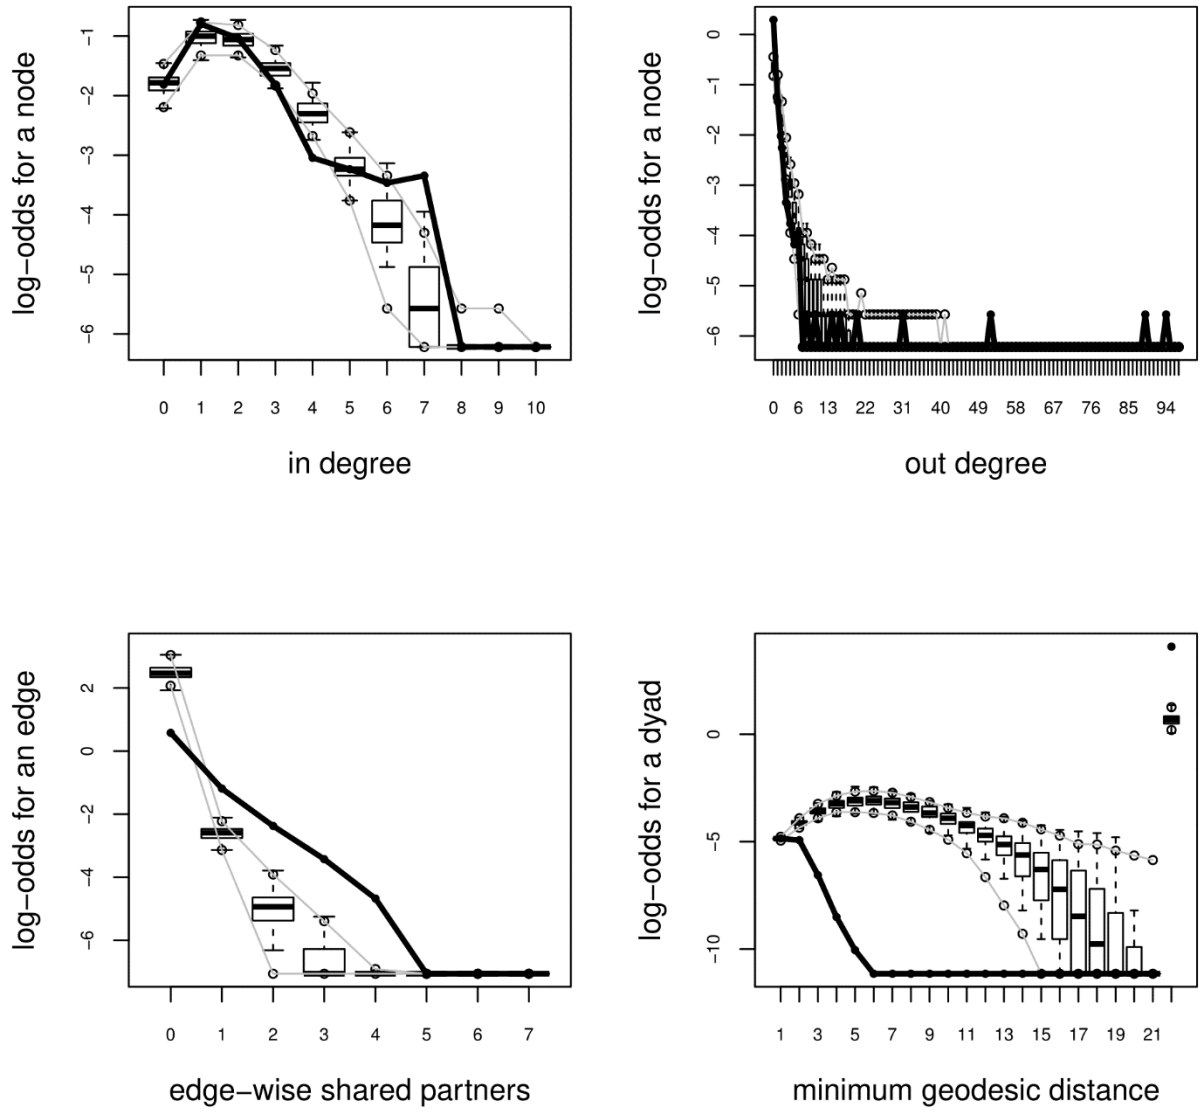 log−odds for a node
−1
−2
−3
−4
−5
−6
0 1 2 3 4 5 6 7 8 9 10
in degree
log−odds for a node
0
−1
−2
−3
−4
−5
−6
0 6 13 22 31 40 49 58 67 76 85 94
out degree
log−odds for an edge
2
0
−2
−4
−6
0 1 2 3 4 5 6 7
edge−wise shared partners
log−odds for a dyad
0
−5
−10
1 3 5 7 9 11 13 15 17 19 21
minimum geodesic distance